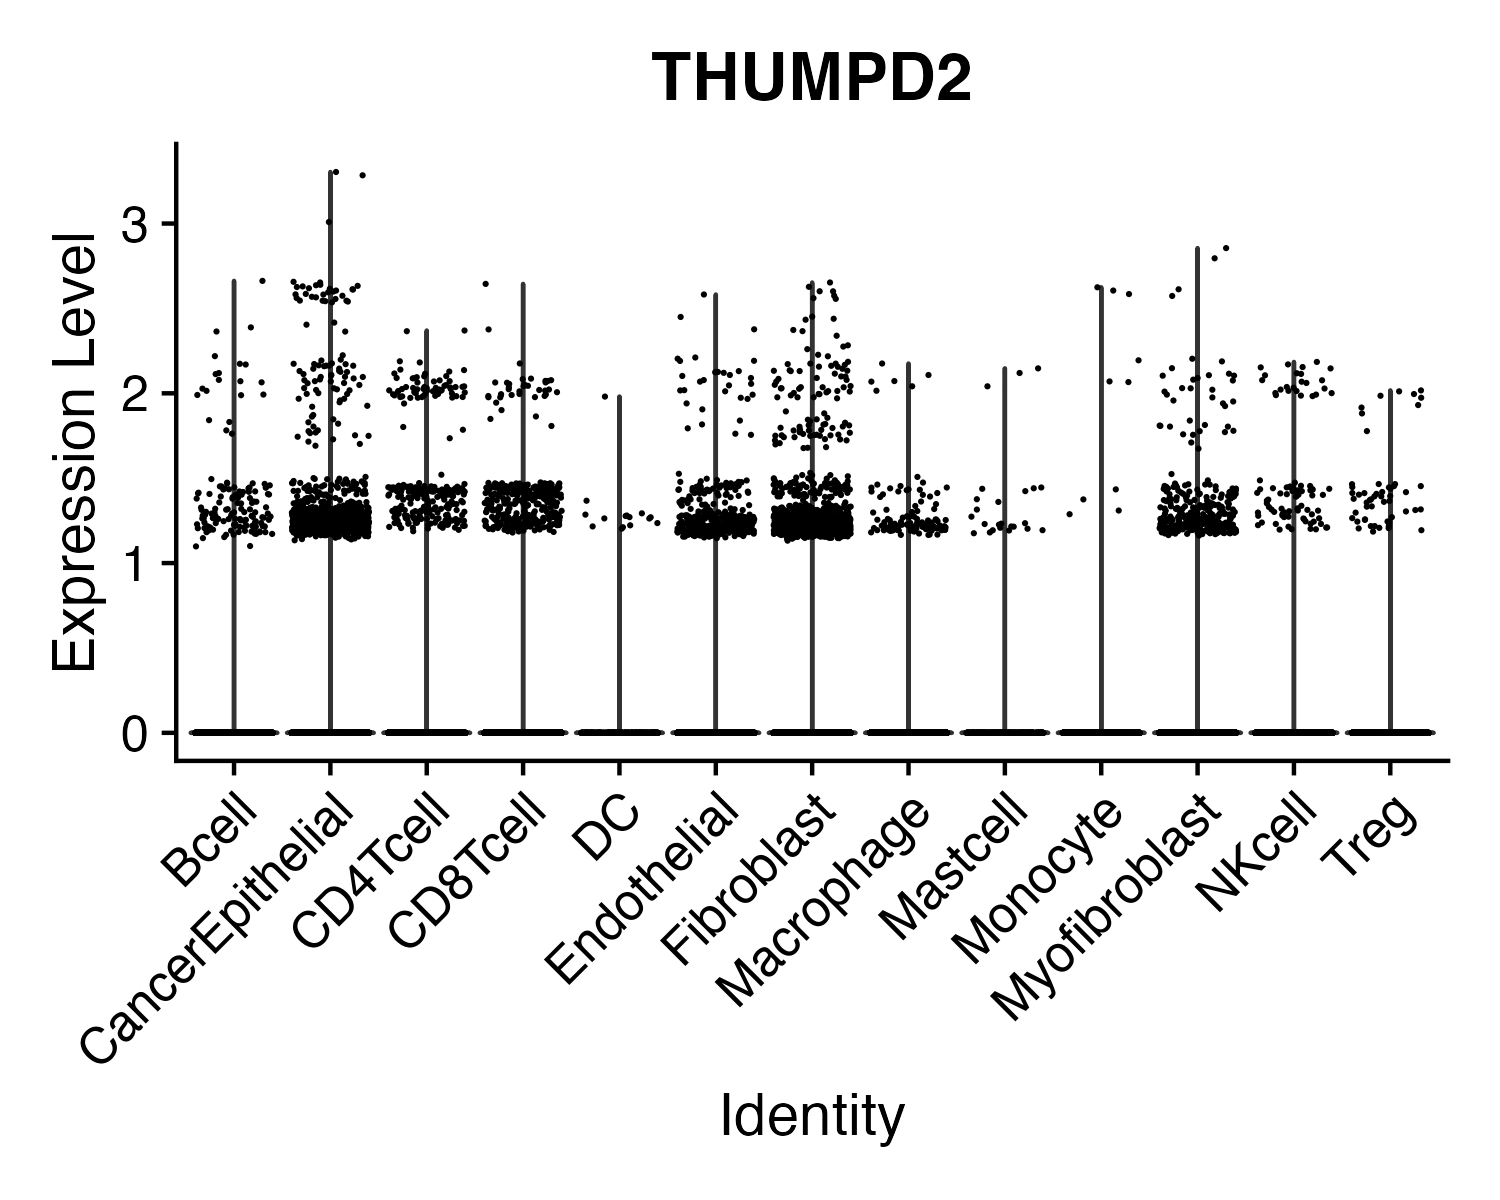 THUMPD2
Expression Level
3
2
1
0
Bcell
CancerEpithelial
CD4Tcell
CD8Tcell
DC
Endothelial
Fibroblast
Macrophage
Mastcell
Monocyte
Myofibroblast
NKcell
Treg
Identity